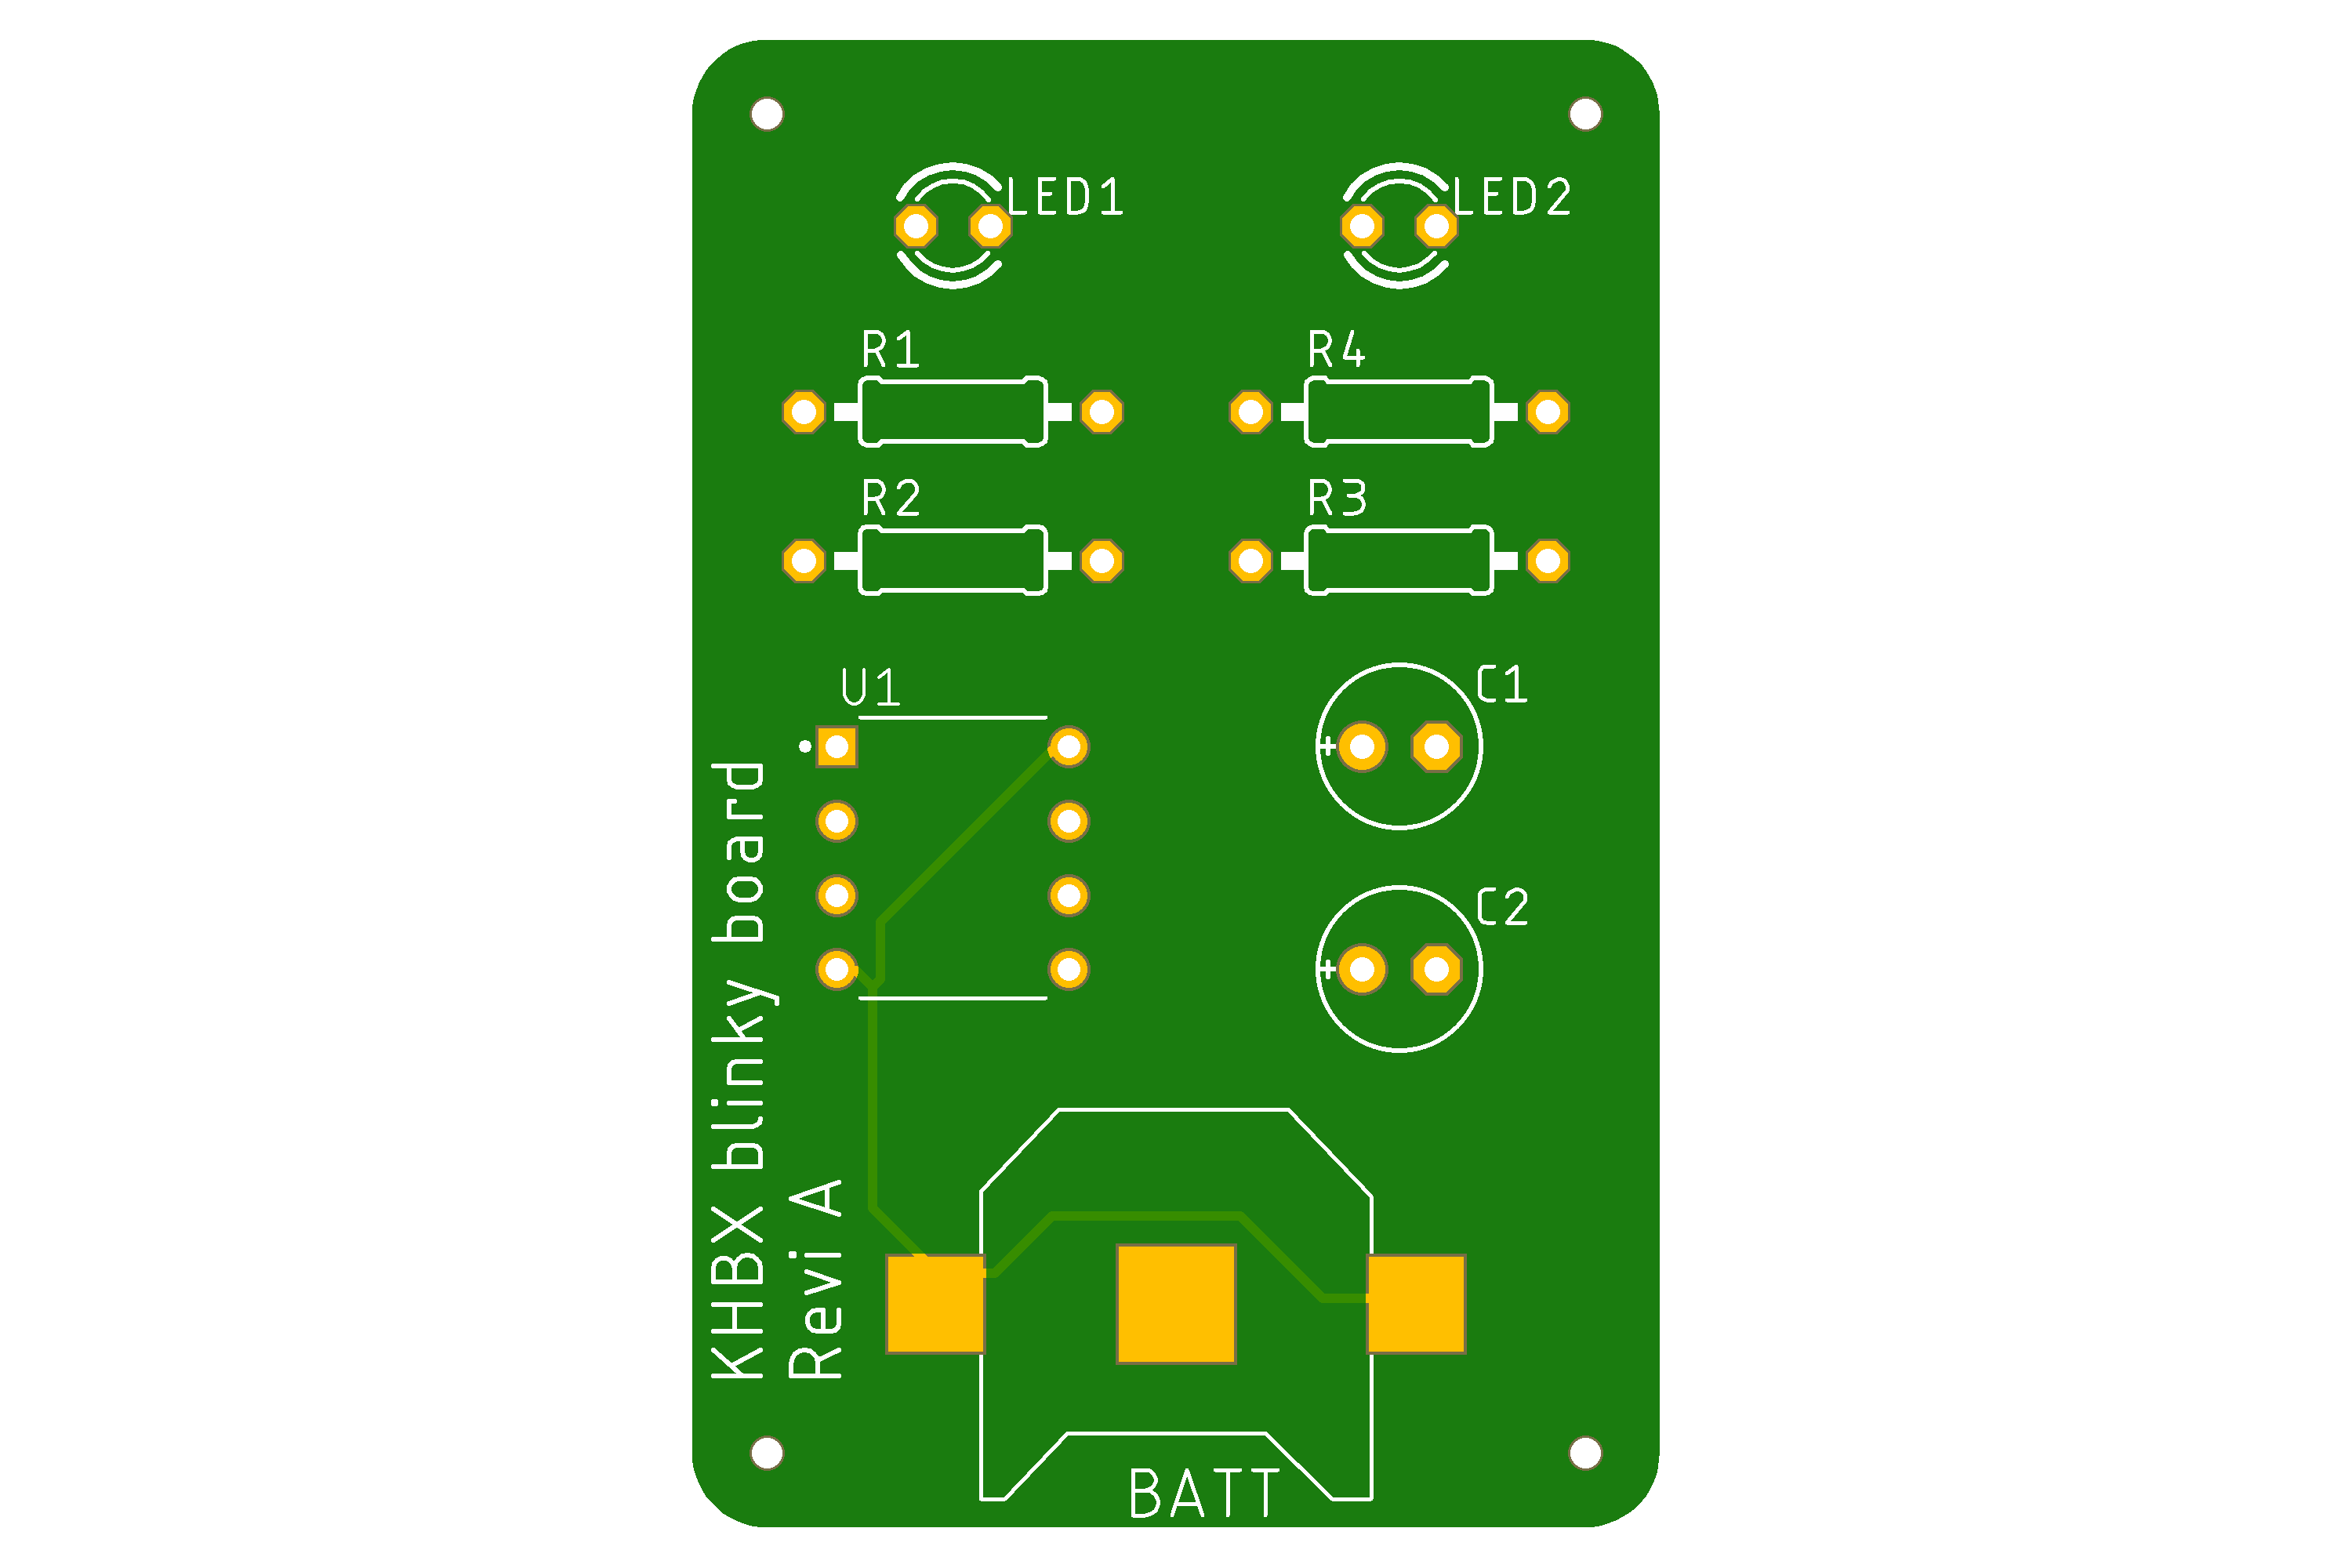 LED1
LED2
R1
R4
R2
R3
U1
C1
+
C2
+
KHBX blinky board
Revi A
BATT